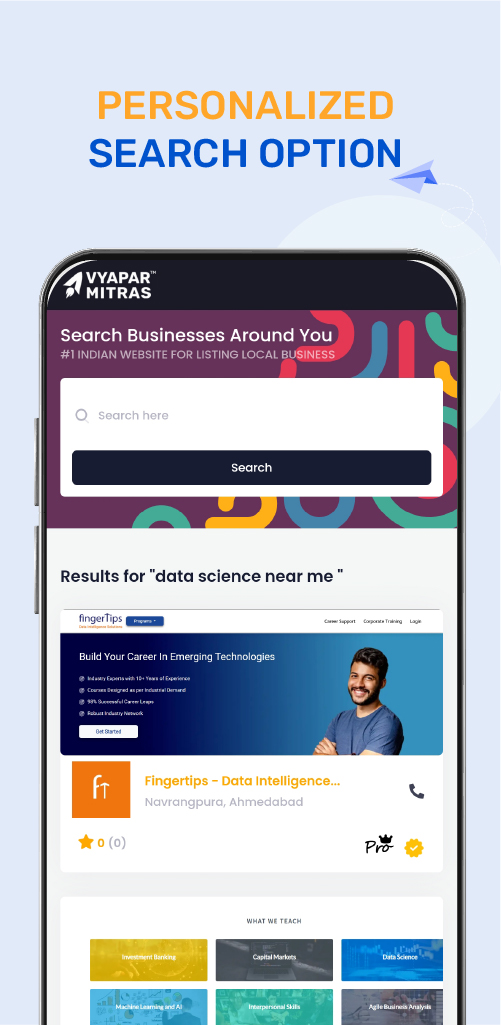 PERSONALIZED
SEARCH OPTION
VYAPAR™
MITRAS
Search Businesses Around You
#1 INDIAN WEBSITE FOR LISTING LOCAL BUSINESS
Search here
Search
Results for "data science near me "
fingerTips
Data Intelligence Solutions
Programs
Career Support Corporate Training Login
Build Your Career In Emerging Technologies
Industry Experts with 10+ Years of Experience
Courses Designed as per Industrial Demand
98% Successful Career Leaps
Robust Industry Network
Get Started
Fingertips - Data Intelligence...
Navrangpura, Ahmedabad
0 (0)
Pro
WHAT WE TEACH
Investment Banking Capital Markets Data Science
Machine Learning and AI Interpersonal Skills Agile Business Analysis